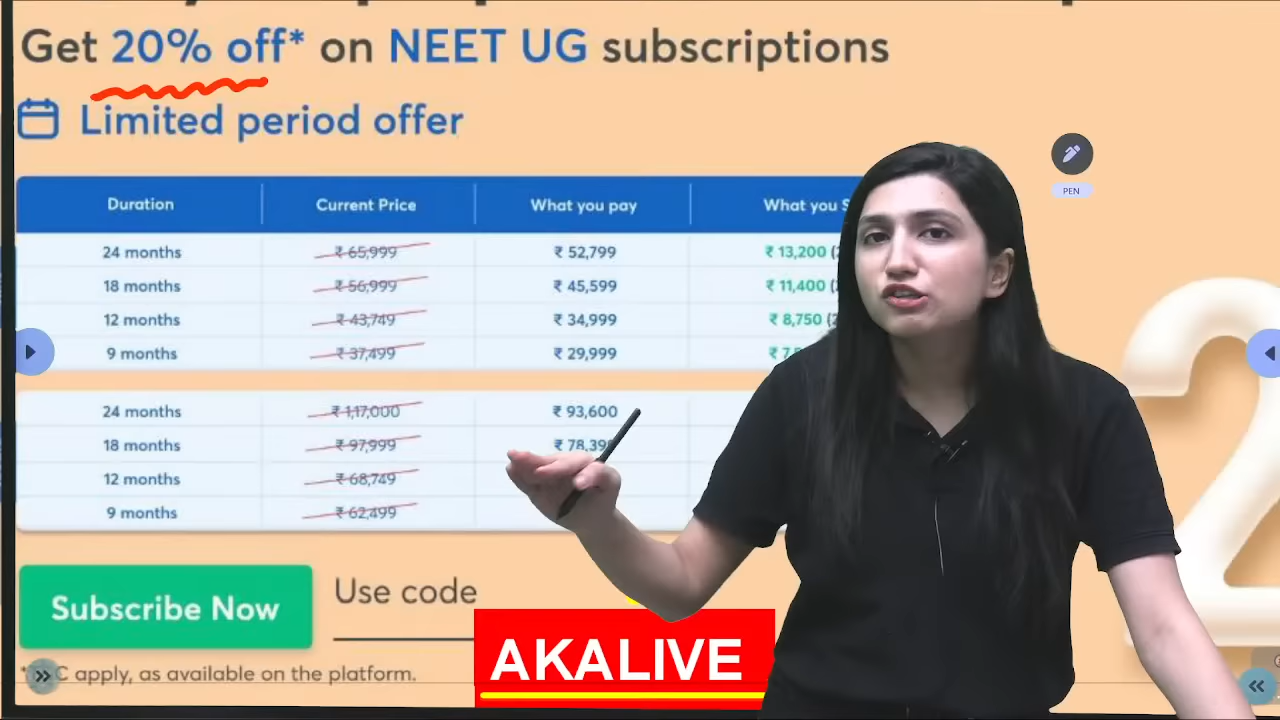 Get 20% off* on NEET UG subscriptions
Limited period offer
PEN
Duration Current Price What you pay What you
24 months ₹ 65,999 ₹ 52,799 ₹ 13,200
18 months ₹ 56,999 ₹ 45,599 ₹ 11,400
12 months ₹ 43,749 ₹ 34,999 ₹ 8,750
9 months ₹ 37,499 ₹ 29,999
24 months ₹ 1,17,000 ₹ 93,600
18 months ₹ 97,999
12 months ₹ 68,749
9 months ₹ 62,499
2
Subscribe Now Use code
AKALIVE
C apply, as available on the platform.